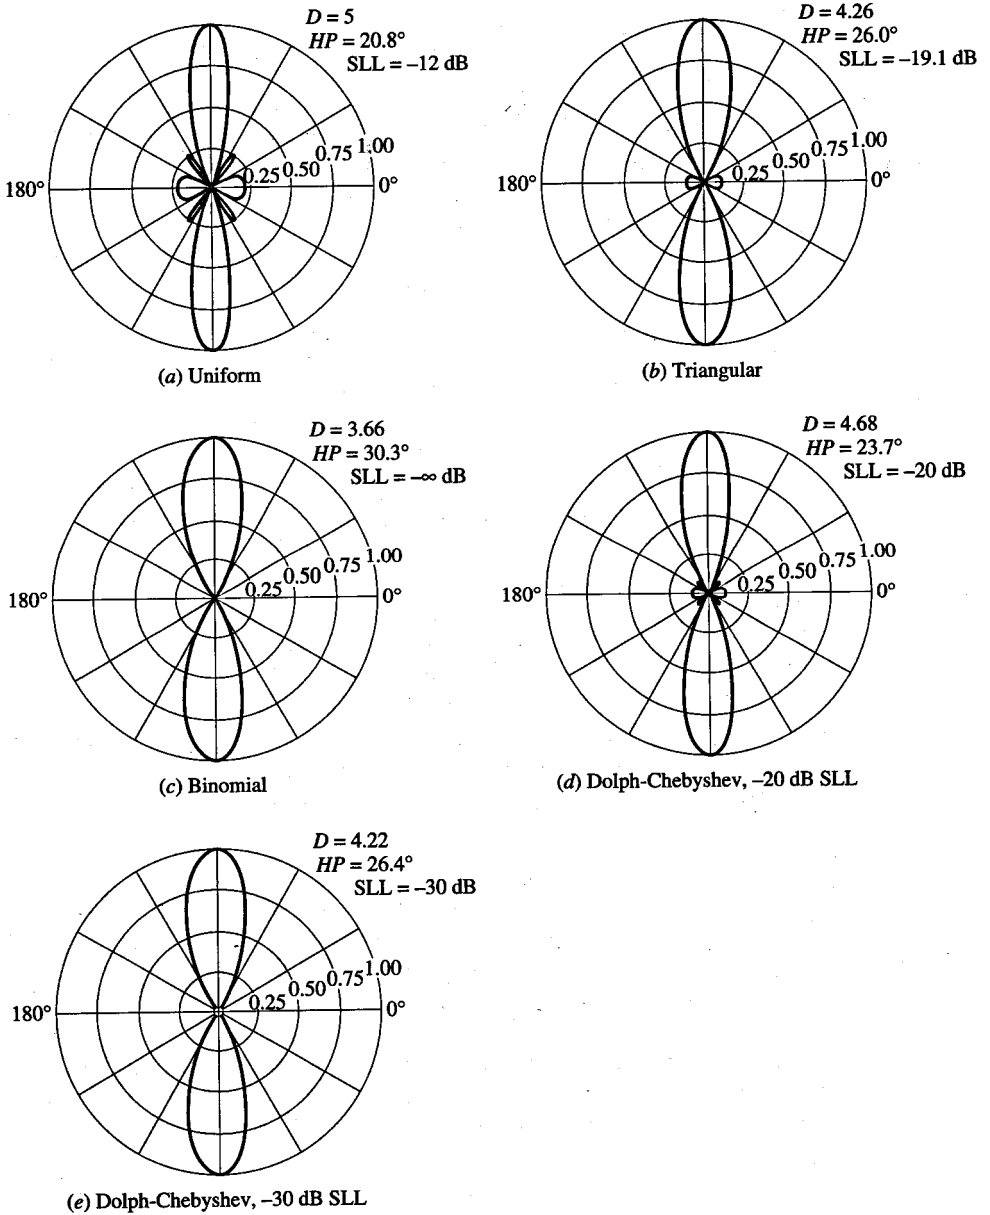 D = 5
HP = 20.8°
SLL = –12 dB
1.00
0.75
0.50
0.25
180°
0°
(a) Uniform
D = 4.26
HP = 26.0°
SLL = –19.1 dB
1.00
0.75
0.50
0.25
180°
0°
(b) Triangular
D = 3.66
HP = 30.3°
SLL = –∞ dB
1.00
0.75
0.50
0.25
180°
0°
(c) Binomial
D = 4.68
HP = 23.7°
SLL = –20 dB
1.00
0.75
0.50
0.25
180°
0°
(d) Dolph-Chebyshev, –20 dB SLL
D = 4.22
HP = 26.4°
SLL = –30 dB
1.00
0.75
0.50
0.25
180°
0°
(e) Dolph-Chebyshev, –30 dB SLL